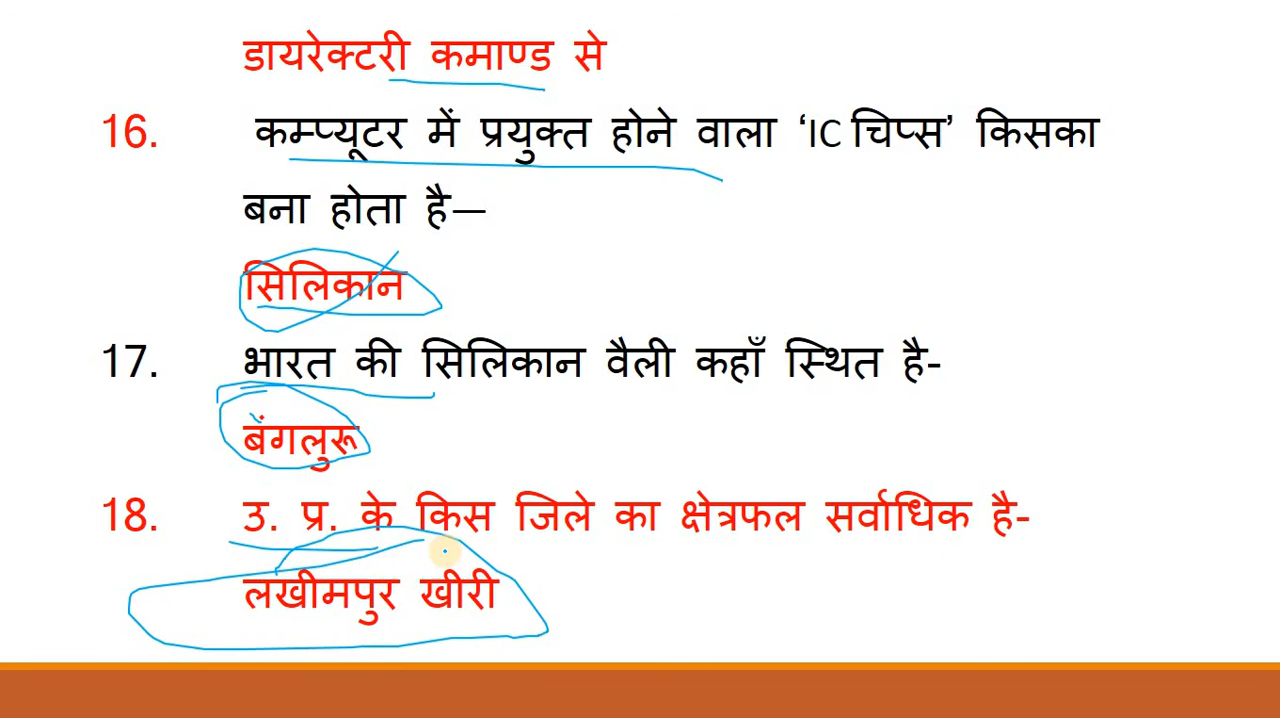 डायरेक्टरी कमाण्ड से
16. कम्प्यूटर में प्रयुक्त होने वाला ‘IC चिप्स’ किसका
बना होता है—
सिलिकान
17. भारत की सिलिकान वैली कहाँ स्थित है-
बेंगलुरू
18. उ. प्र. के किस जिले का क्षेत्रफल सर्वाधिक है-
लखीमपुर खीरी